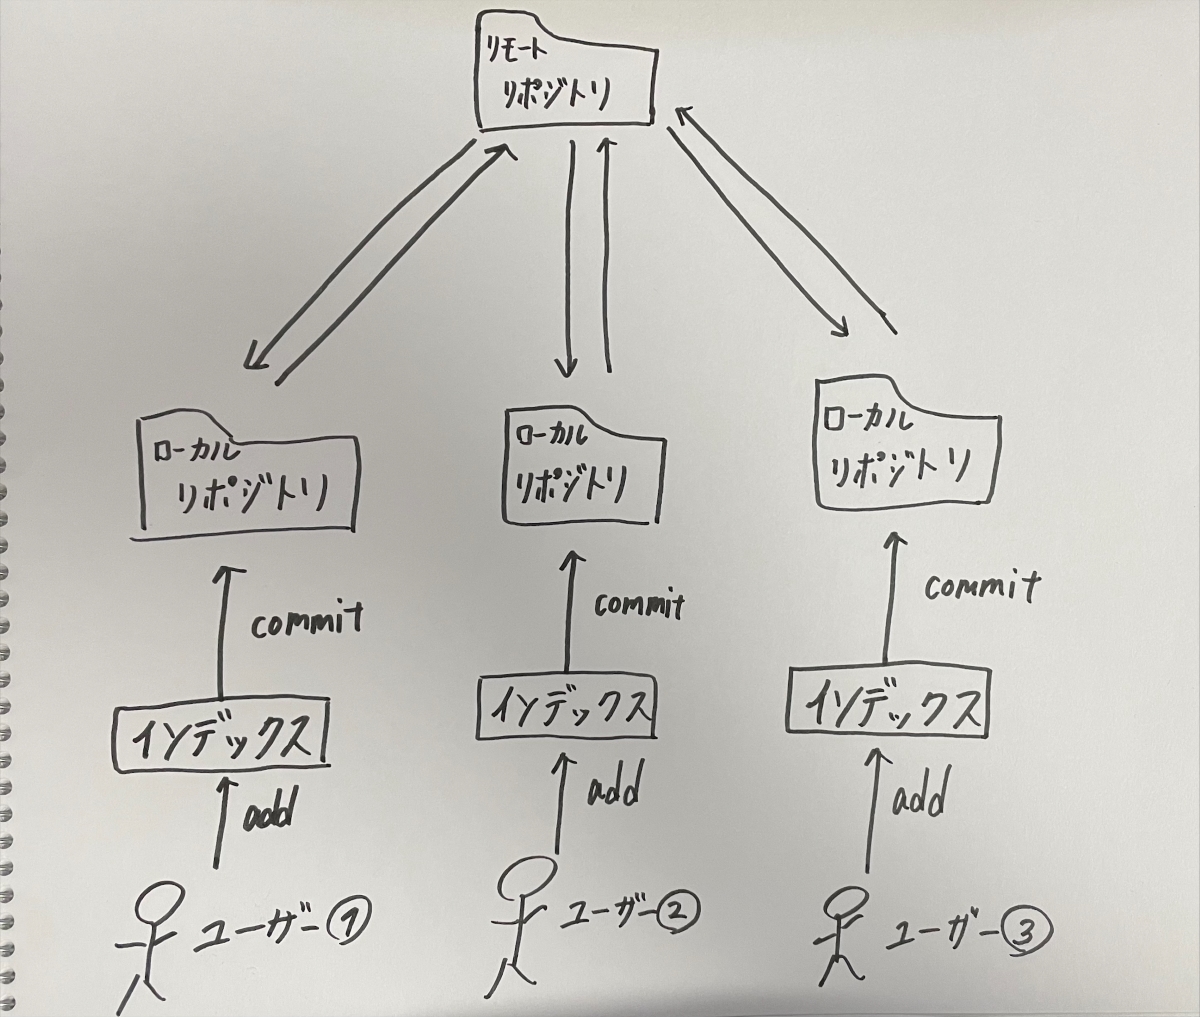 リモート
リポジトリ
ローカル
リポジトリ
ローカル
リポジトリ
ローカル
リポジトリ
commit
commit
commit
インデックス
インデックス
インデックス
add
add
add
ユーザー①
ユーザー②
ユーザー③